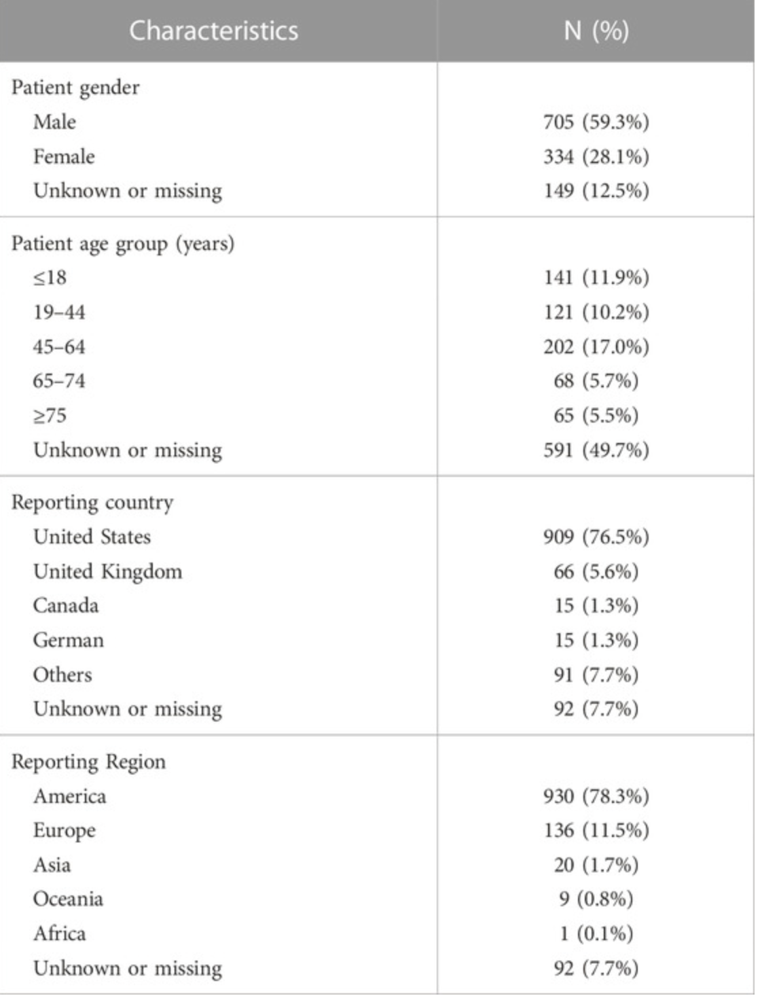 Characteristics N (%)
Patient gender
Male 705 (59.3%)
Female 334 (28.1%)
Unknown or missing 149 (12.5%)
Patient age group (years)
≤18 141 (11.9%)
19–44 121 (10.2%)
45–64 202 (17.0%)
65–74 68 (5.7%)
≥75 65 (5.5%)
Unknown or missing 591 (49.7%)
Reporting country
United States 909 (76.5%)
United Kingdom 66 (5.6%)
Canada 15 (1.3%)
German 15 (1.3%)
Others 91 (7.7%)
Unknown or missing 92 (7.7%)
Reporting Region
America 930 (78.3%)
Europe 136 (11.5%)
Asia 20 (1.7%)
Oceania 9 (0.8%)
Africa 1 (0.1%)
Unknown or missing 92 (7.7%)